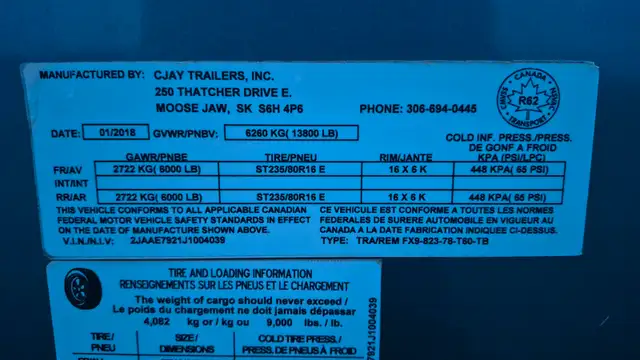 MANUFACTURED BY: CJAY TRAILERS, INC.
250 THATCHER DRIVE E.
MOOSE JAW, SK S6H 4P6 PHONE: 306-694-0445
CANADA
R62
TRANSPORT
DATE: 01/2018 GVWR/PNBV: 6260 KG( 13800 LB)
COLD INF. PRESS./PRESS.
DE GONF A FROID
GAWR/PNBE TIRE/PNEU RIM/JANTE KPA (PSI/LPC)
FR/AV 2722 KG( 6000 LB) ST235/80R16 E 16 X 6 K 448 KPA( 65 PSI)
INT/INT
RR/AR 2722 KG( 6000 LB) ST235/80R16 E 16 X 6 K 448 KPA( 65 PSI)
THIS VEHICLE CONFORMS TO ALL APPLICABLE CANADIAN
FEDERAL MOTOR VEHICLE SAFETY STANDARDS IN EFFECT
ON THE DATE OF MANUFACTURE SHOWN ABOVE.
CE VEHICULE EST CONFORME A TOUTES LES NORMES
FEDERALES DE SURERE AUTOMOBILE EN VIGUEUR AU
CANADA A LA DATE FABRICATION INDIQUEE CI-DESSUS.
V.I.N./N.I.V: 2JAAE7921J1004039 TYPE: TRA/REM FX9-823-78-T60-TB
TIRE AND LOADING INFORMATION
RENSEIGNEMENTS SUR LES PNEUS ET LE CHARGEMENT
The weight of cargo should never exceed /
Le poids du chargement ne doit jamais dépasser
4,082 kg or / kg ou 9,000 lbs. / lb.
TIRE/ SIZE/ COLD TIRE PRESS./
PNEU DIMENSIONS PRESS. DE PNEUS À FROID
7921J1004039